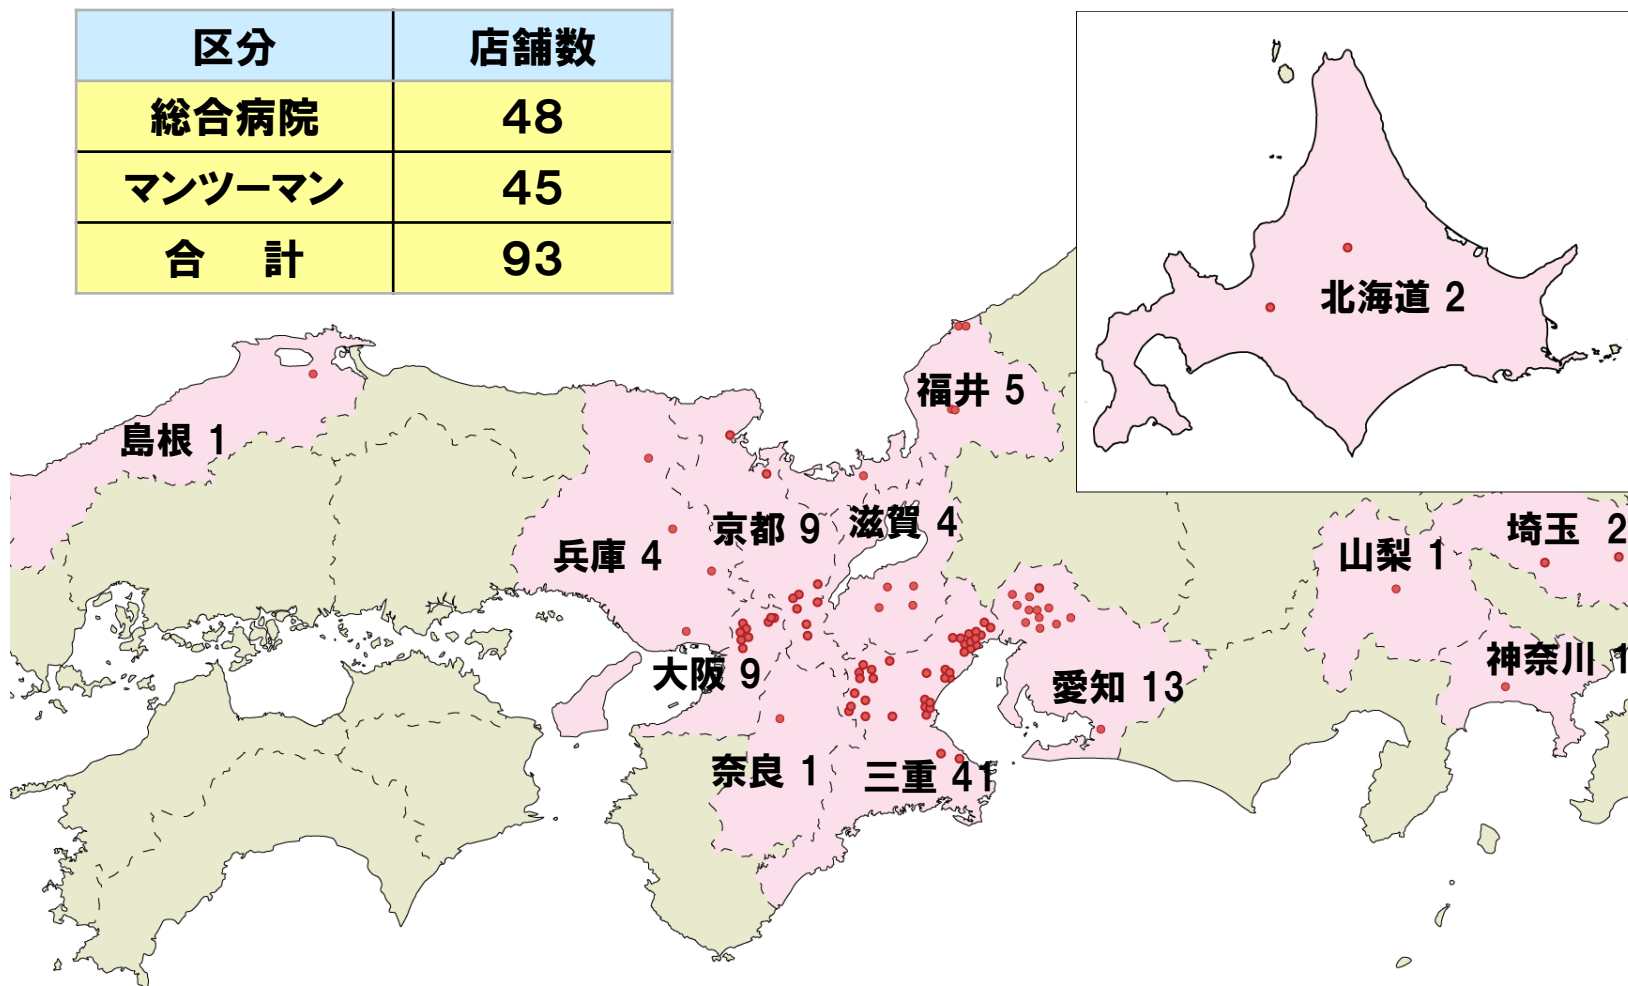 区分 店舗数
総合病院 48
マンツーマン 45
合 計 93
北海道 2
福井 5
島根 1
京都 9
滋賀 4
兵庫 4
山梨 1
埼玉 2
大阪 9
愛知 13
神奈川 1
奈良 1
三重 41